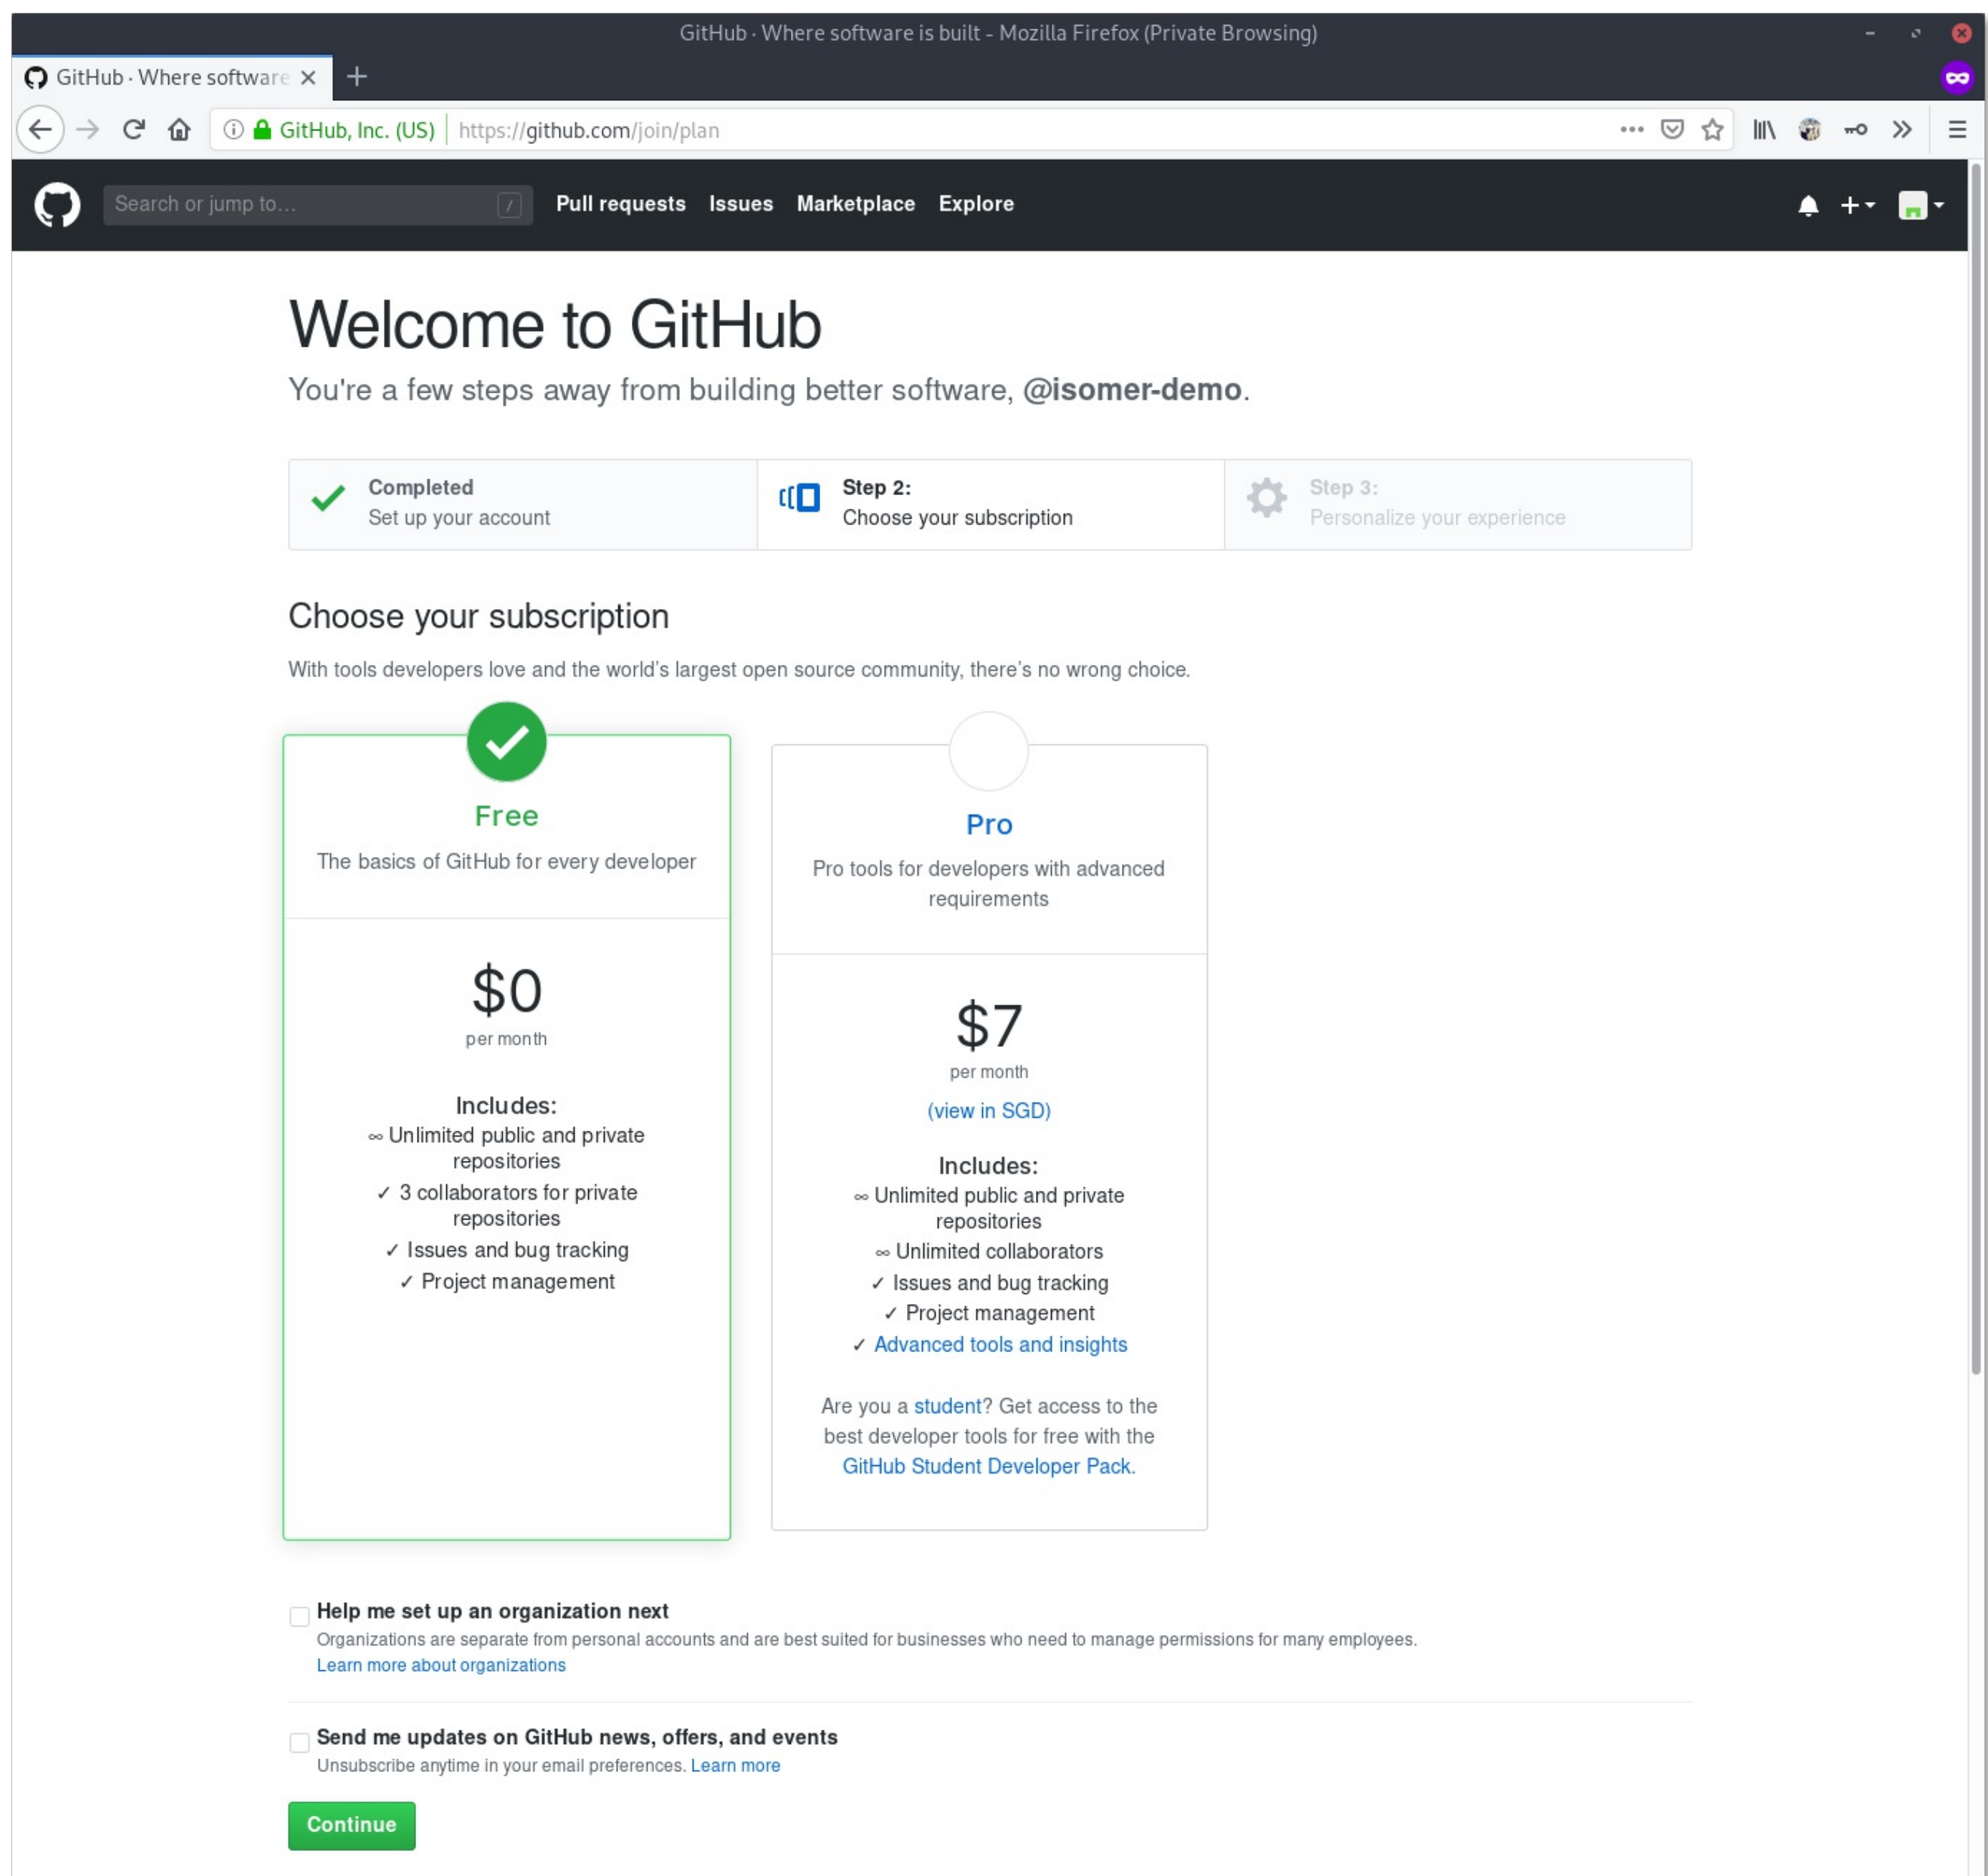 GitHub · Where software is built - Mozilla Firefox (Private Browsing)
GitHub · Where software
GitHub, Inc. (US) https://github.com/join/plan
Search or jump to... / Pull requests Issues Marketplace Explore
Welcome to GitHub
You're a few steps away from building better software, @isomer-demo.
Completed
Set up your account
Step 2:
Choose your subscription
Step 3:
Personalize your experience
Choose your subscription
With tools developers love and the world's largest open source community, there's no wrong choice.
Free
The basics of GitHub for every developer
$0
per month
Includes:
∞ Unlimited public and private
repositories
✓ 3 collaborators for private
repositories
✓ Issues and bug tracking
✓ Project management
Pro
Pro tools for developers with advanced
requirements
$7
per month
(view in SGD)
Includes:
∞ Unlimited public and private
repositories
∞ Unlimited collaborators
✓ Issues and bug tracking
✓ Project management
✓ Advanced tools and insights
Are you a student? Get access to the
best developer tools for free with the
GitHub Student Developer Pack.
Help me set up an organization next
Organizations are separate from personal accounts and are best suited for businesses who need to manage permissions for many employees.
Learn more about organizations
Send me updates on GitHub news, offers, and events
Unsubscribe anytime in your email preferences. Learn more
Continue